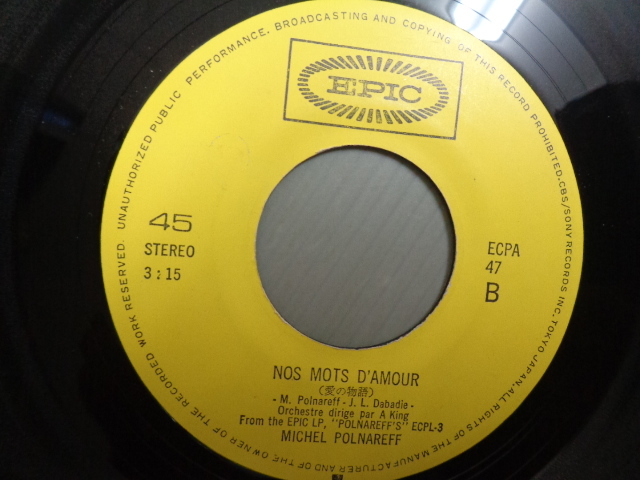 EPIC
45
STEREO
3:15
ECPA
47
B
NOS MOTS D'AMOUR
(愛の物語)
- M. Polnareff - J. L. Dabadie -
Orchestre dirige par A King
From the EPIC LP, "POLNAREFF'S" ECPL-3
MICHEL POLNAREFF
ALL RIGHTS OF THE MANUFACTURER AND OF THE OWNER OF THE RECORDED WORK RESERVED. UNAUTHORIZED PUBLIC PERFORMANCE. BROADCASTING AND COPYING OF THIS RECORD PROHIBITED. CBS/SONY RECORDS INC. TOKYO JAPAN.